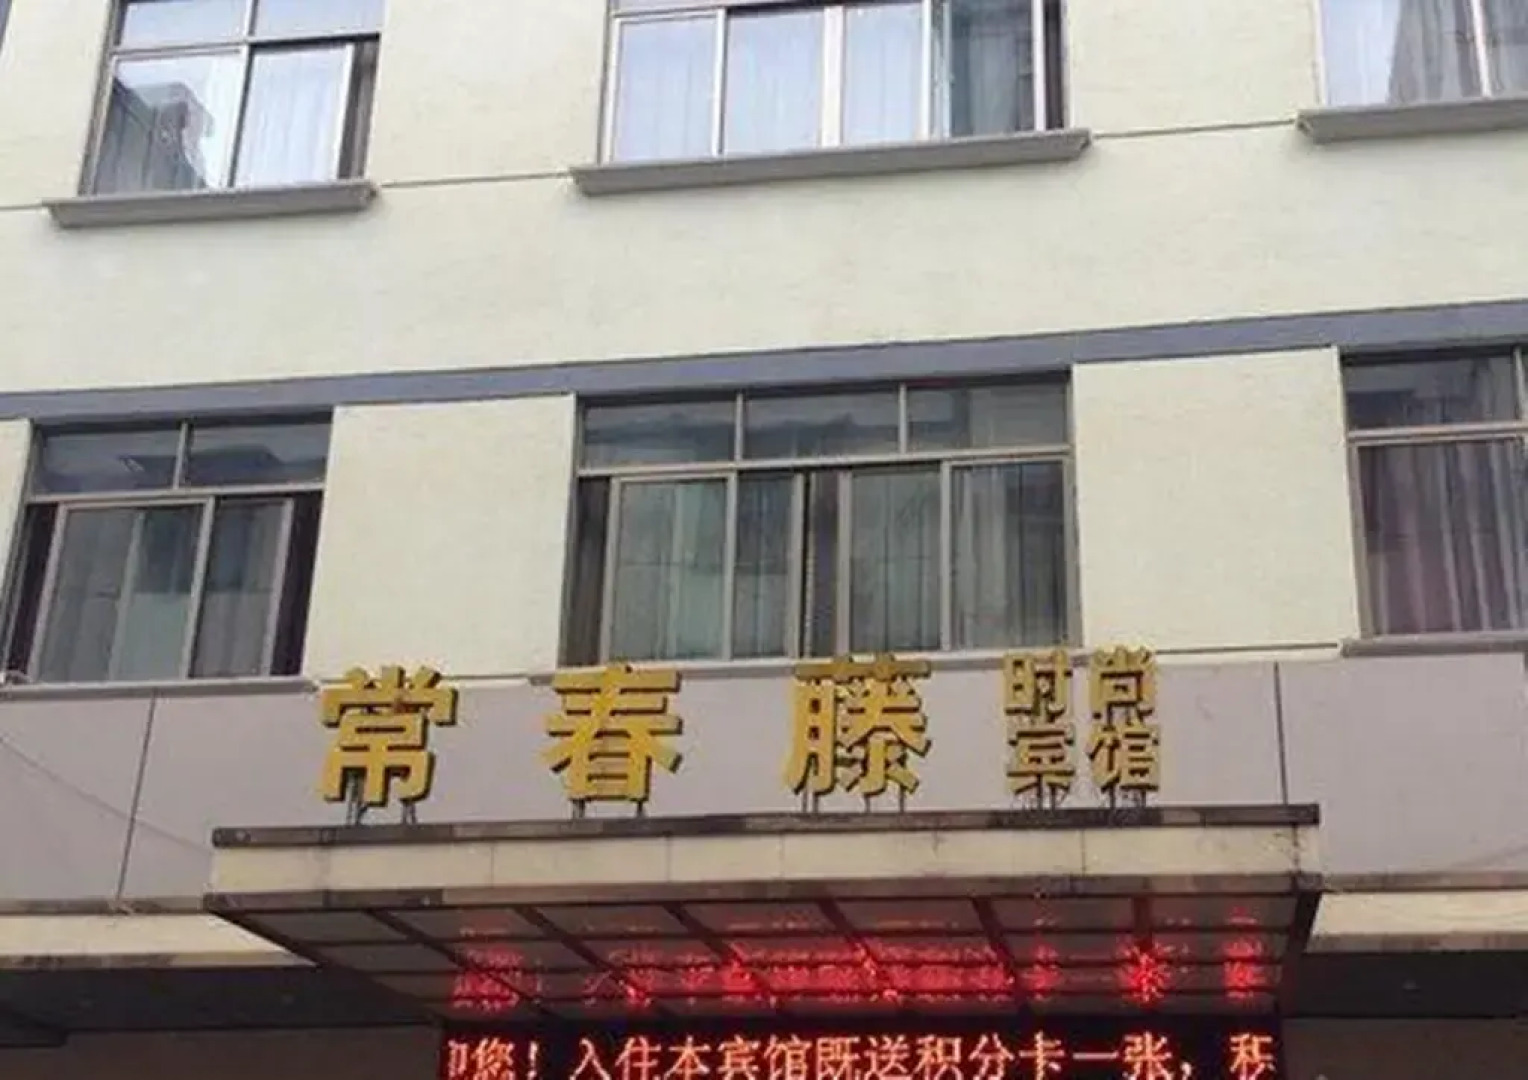 常春藤
时尚
宾馆
您！入住本宾馆既送积分卡一张，积